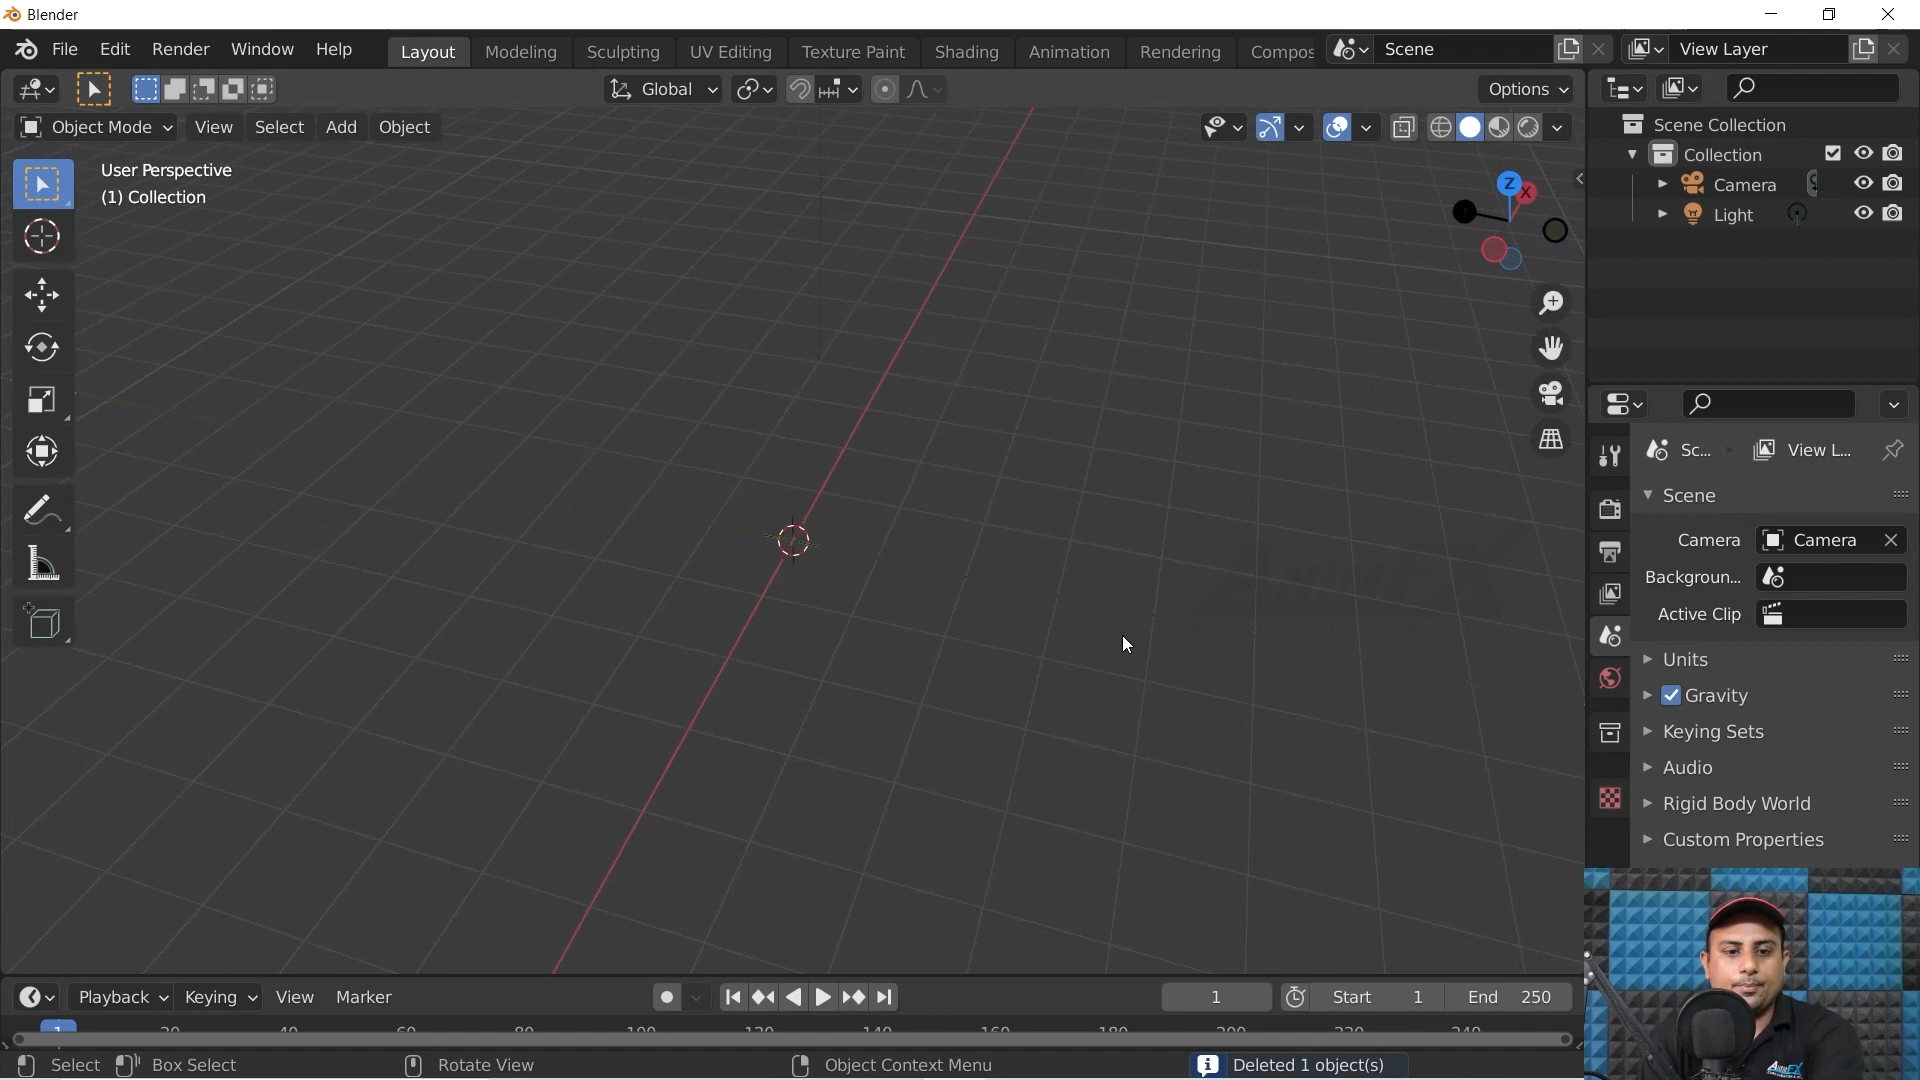 Blender
File Edit Render Window Help Layout Modeling Sculpting UV Editing Texture Paint Shading Animation Rendering Compos Scene View Layer
Global Options
Object Mode View Select Add Object
User Perspective
(1) Collection
Z X
Scene Collection
Collection
Camera
Light
Sc... View L...
Scene
Camera Camera
Backgroun...
Active Clip
Units
Gravity
Keying Sets
Audio
Rigid Body World
Custom Properties
Playback Keying View Marker 1 Start 1 End 250
1 20 40 60 80 100 120 140 160 180 200 220 240
Select Box Select Rotate View Object Context Menu Deleted 1 object(s)
AnimFX